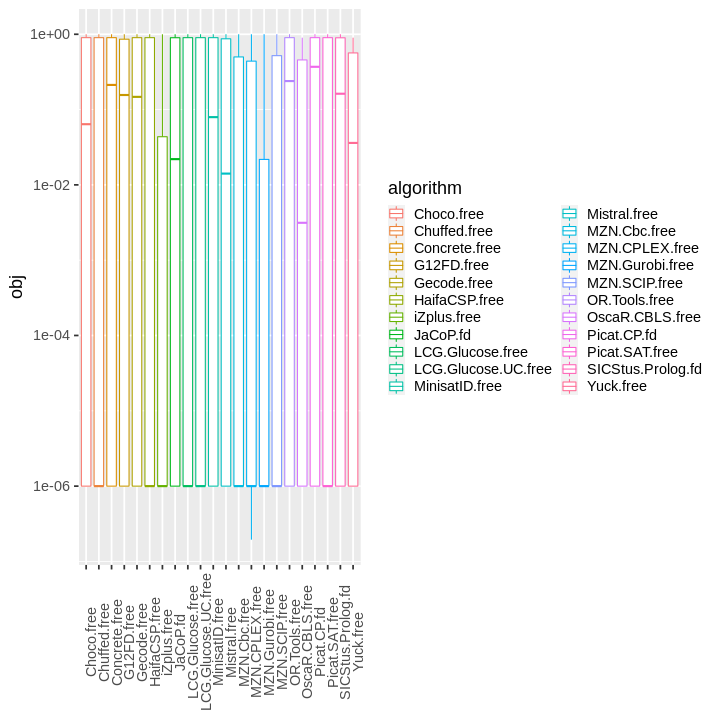 1e+00
1e-02
1e-04
1e-06
obj
Choco.free
Chuffed.free
Concrete.free
G12FD.free
Gecode.free
HaifaCSP.free
iZplus.free
JaCoP.fd
LCG.Glucose.free
LCG.Glucose.UC.free
MinisatID.free
Mistral.free
MZN.Cbc.free
MZN.CPLEX.free
MZN.Gurobi.free
MZN.SCIP.free
OR.Tools.free
OscaR.CBLS.free
Picat.CP.fd
Picat.SAT.free
SICStus.Prolog.fd
Yuck.free
algorithm
Choco.free
Chuffed.free
Concrete.free
G12FD.free
Gecode.free
HaifaCSP.free
iZplus.free
JaCoP.fd
LCG.Glucose.free
LCG.Glucose.UC.free
MinisatID.free
Mistral.free
MZN.Cbc.free
MZN.CPLEX.free
MZN.Gurobi.free
MZN.SCIP.free
OR.Tools.free
OscaR.CBLS.free
Picat.CP.fd
Picat.SAT.free
SICStus.Prolog.fd
Yuck.free